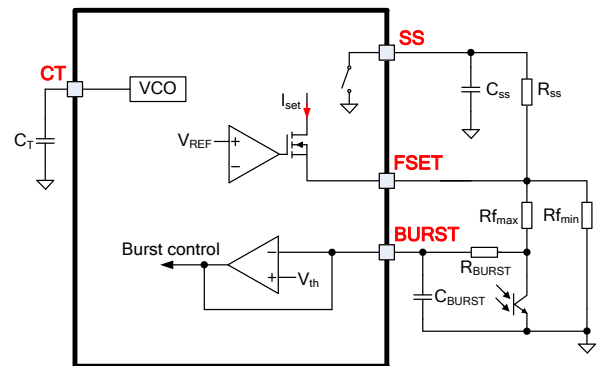 SS
CT
VCO
Iset
Css
Rss
CT
VREF
+
−
FSET
Rfmax
Rfmin
BURST
Burst control
−
+
Vth
RBURST
CBURST